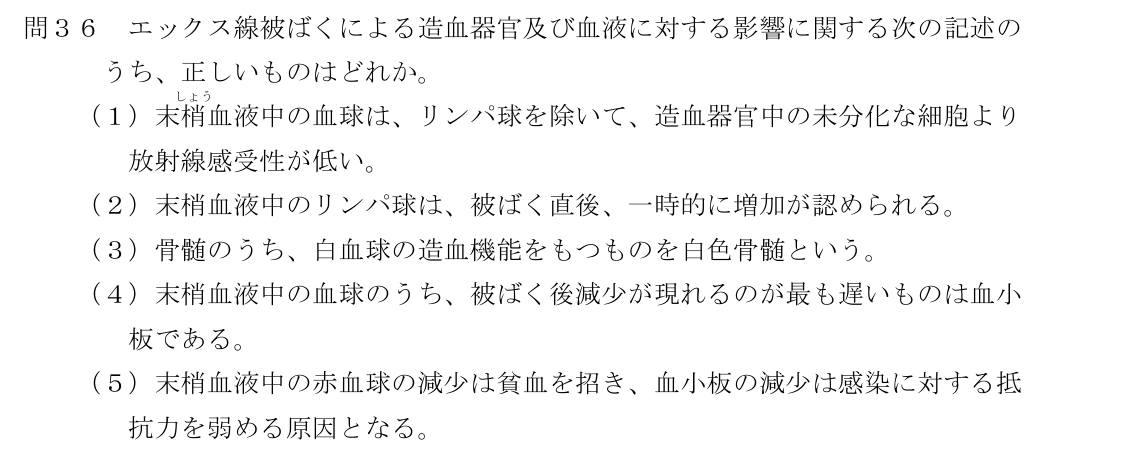 問３６　エックス線被ばくによる造血器官及び血液に対する影響に関する次の記述の
うち、正しいものはどれか。
しょう
（１）末梢血液中の血球は、リンパ球を除いて、造血器官中の未分化な細胞より
放射線感受性が低い。
（２）末梢血液中のリンパ球は、被ばく直後、一時的に増加が認められる。
（３）骨髄のうち、白血球の造血機能をもつものを白色骨髄という。
（４）末梢血液中の血球のうち、被ばく後減少が現れるのが最も遅いものは血小
板である。
（５）末梢血液中の赤血球の減少は貧血を招き、血小板の減少は感染に対する抵
抗力を弱める原因となる。